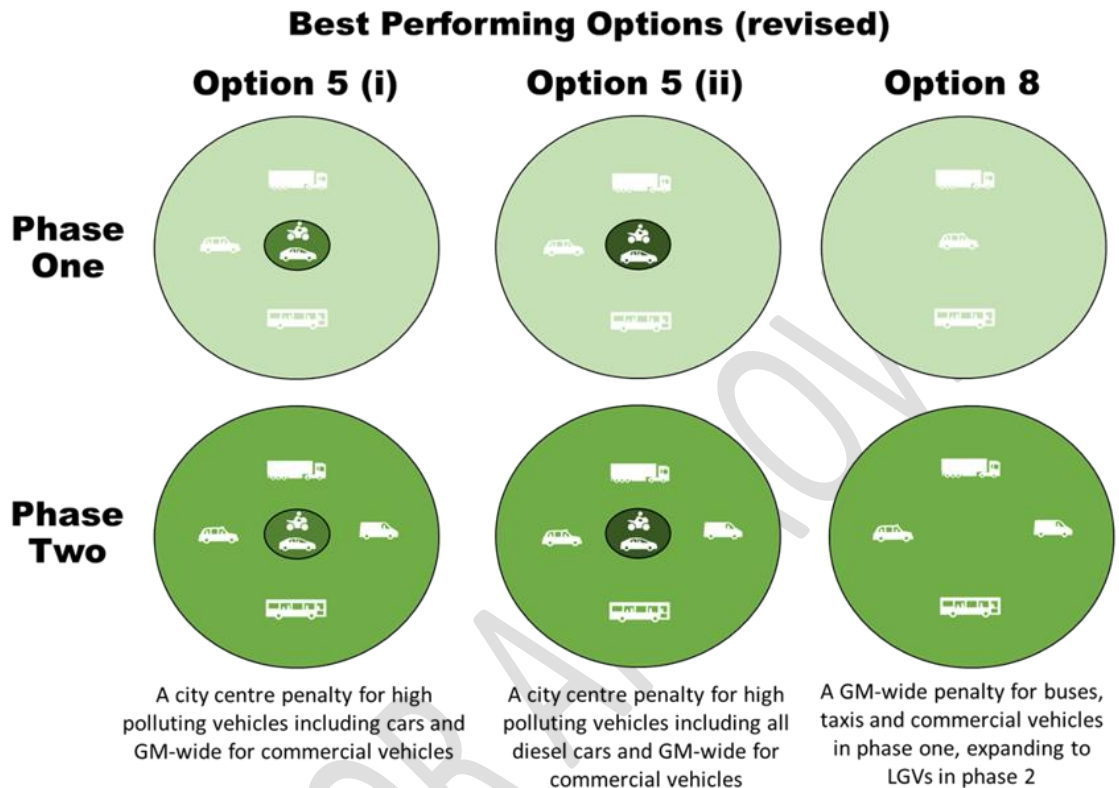 Best Performing Options (revised)
Option 5 (i)
Option 5 (ii)
Option 8
Phase
One
Phase
Two
A city centre penalty for high
polluting vehicles including cars and
GM-wide for commercial vehicles
A city centre penalty for high
polluting vehicles including all
diesel cars and GM-wide for
commercial vehicles
A GM-wide penalty for buses,
taxis and commercial vehicles
in phase one, expanding to
LGVs in phase 2